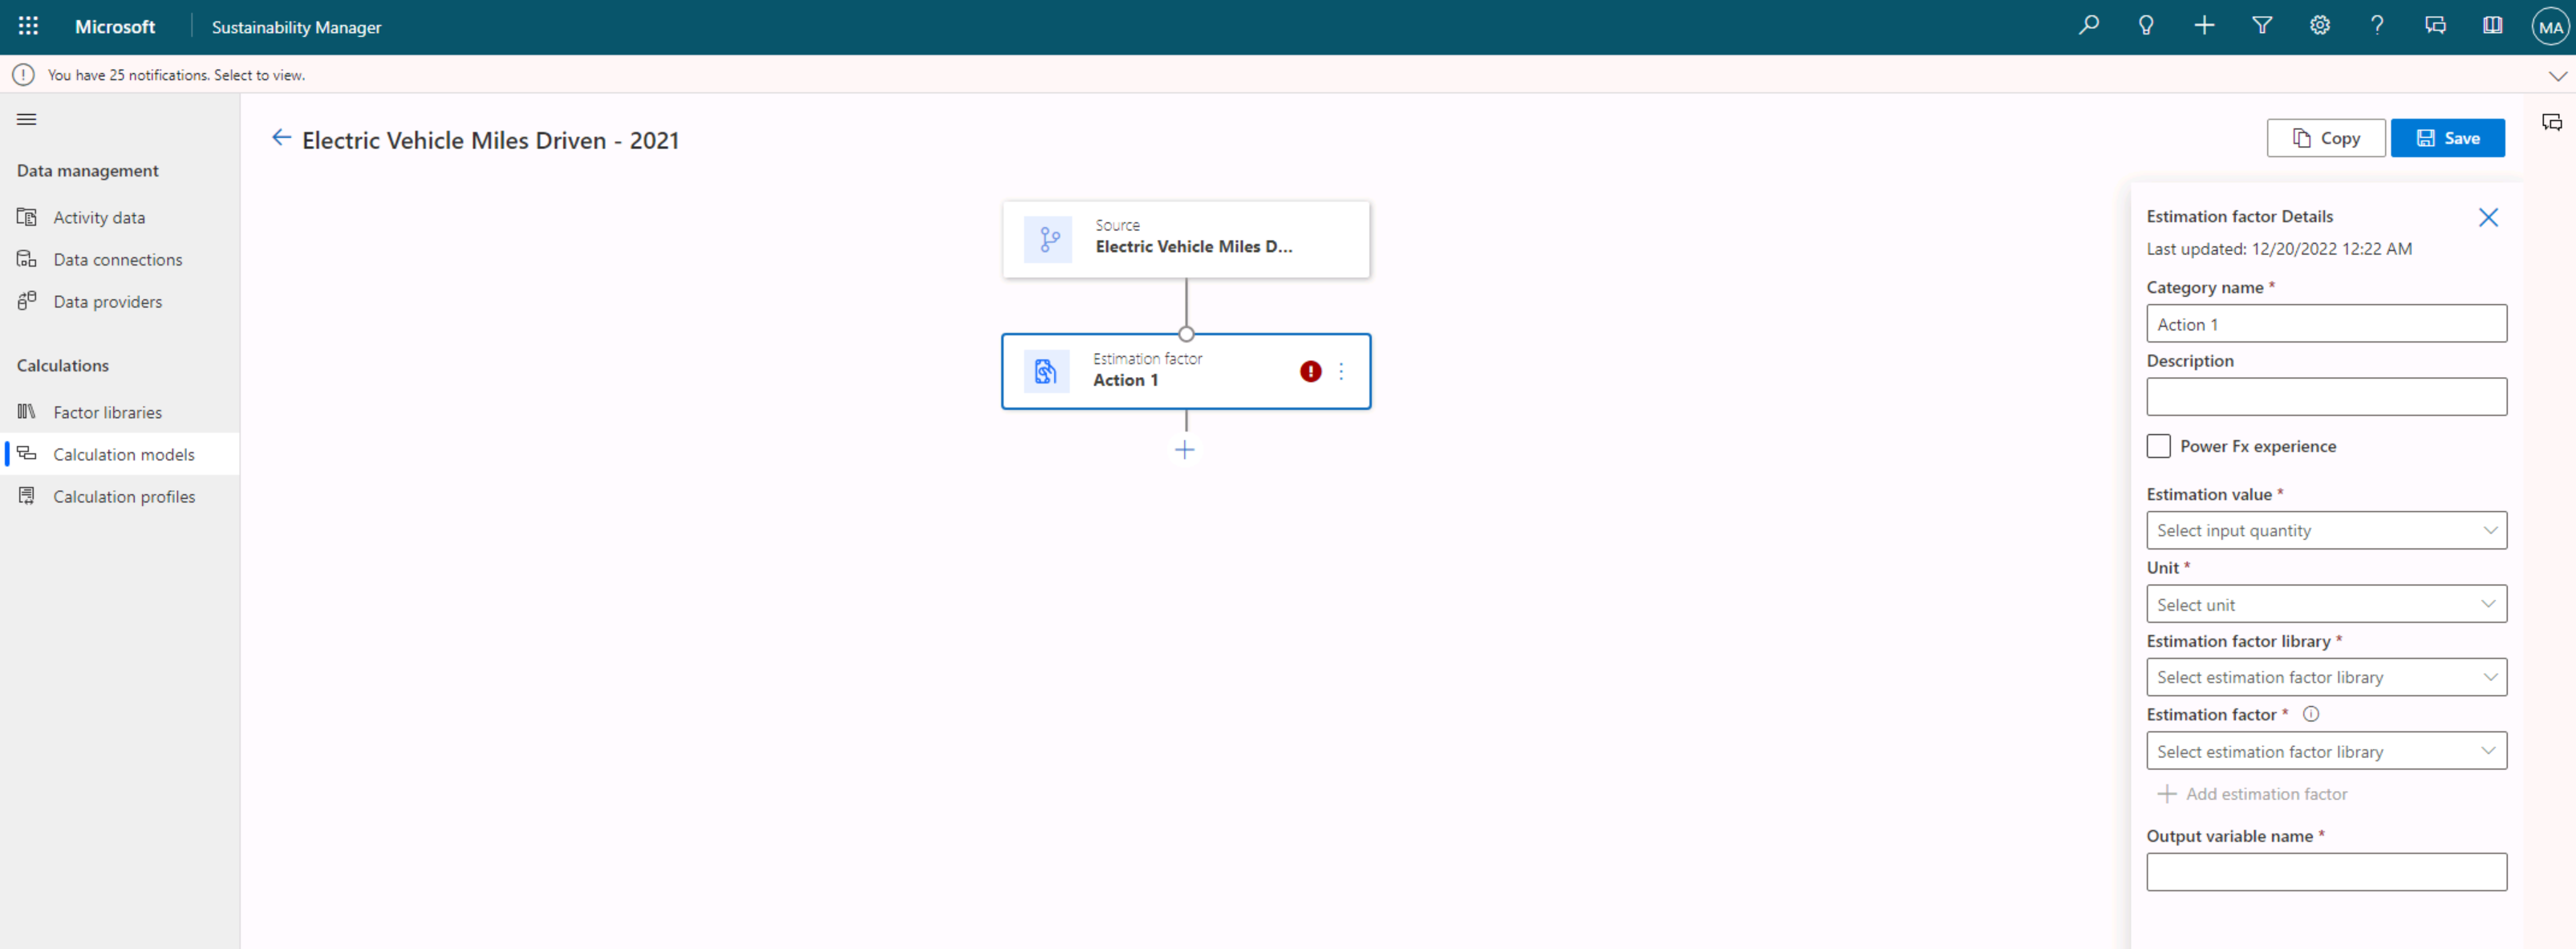 Microsoft
Sustainability Manager
MA
You have 25 notifications. Select to view.
Data management
Activity data
Data connections
Data providers
Calculations
Factor libraries
Calculation models
Calculation profiles
Electric Vehicle Miles Driven - 2021
Copy
Save
Source
Electric Vehicle Miles D...
Estimation factor
Action 1
Estimation factor Details
Last updated: 12/20/2022 12:22 AM
Category name *
Action 1
Description
Power Fx experience
Estimation value *
Select input quantity
Unit *
Select unit
Estimation factor library *
Select estimation factor library
Estimation factor *
Select estimation factor library
Add estimation factor
Output variable name *